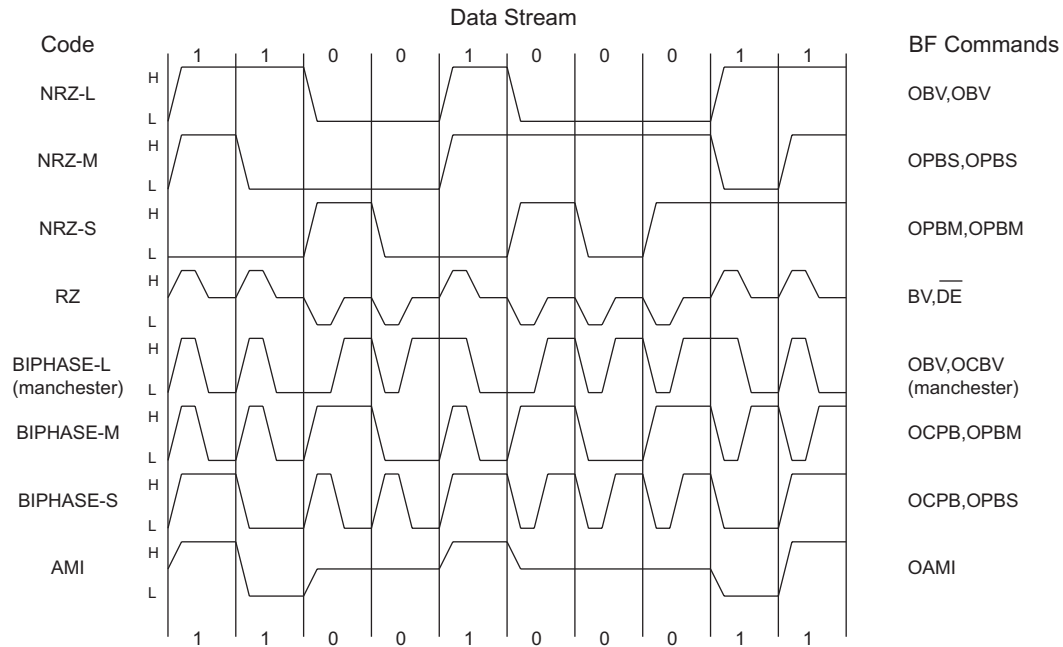 Data Stream
Code
BF Commands
1 1 0 0 1 0 0 0 1 1
H
NRZ-L
OBV,OBV
L
H
NRZ-M
OPBS,OPBS
L
H
NRZ-S
OPBM,OPBM
L
H
RZ
BV,D̅E̅
L
H
BIPHASE-L
OBV,OCBV
(manchester)
(manchester)
L
H
BIPHASE-M
OCPB,OPBM
L
H
BIPHASE-S
OCPB,OPBS
L
H
AMI
OAMI
L
1 1 0 0 1 0 0 0 1 1